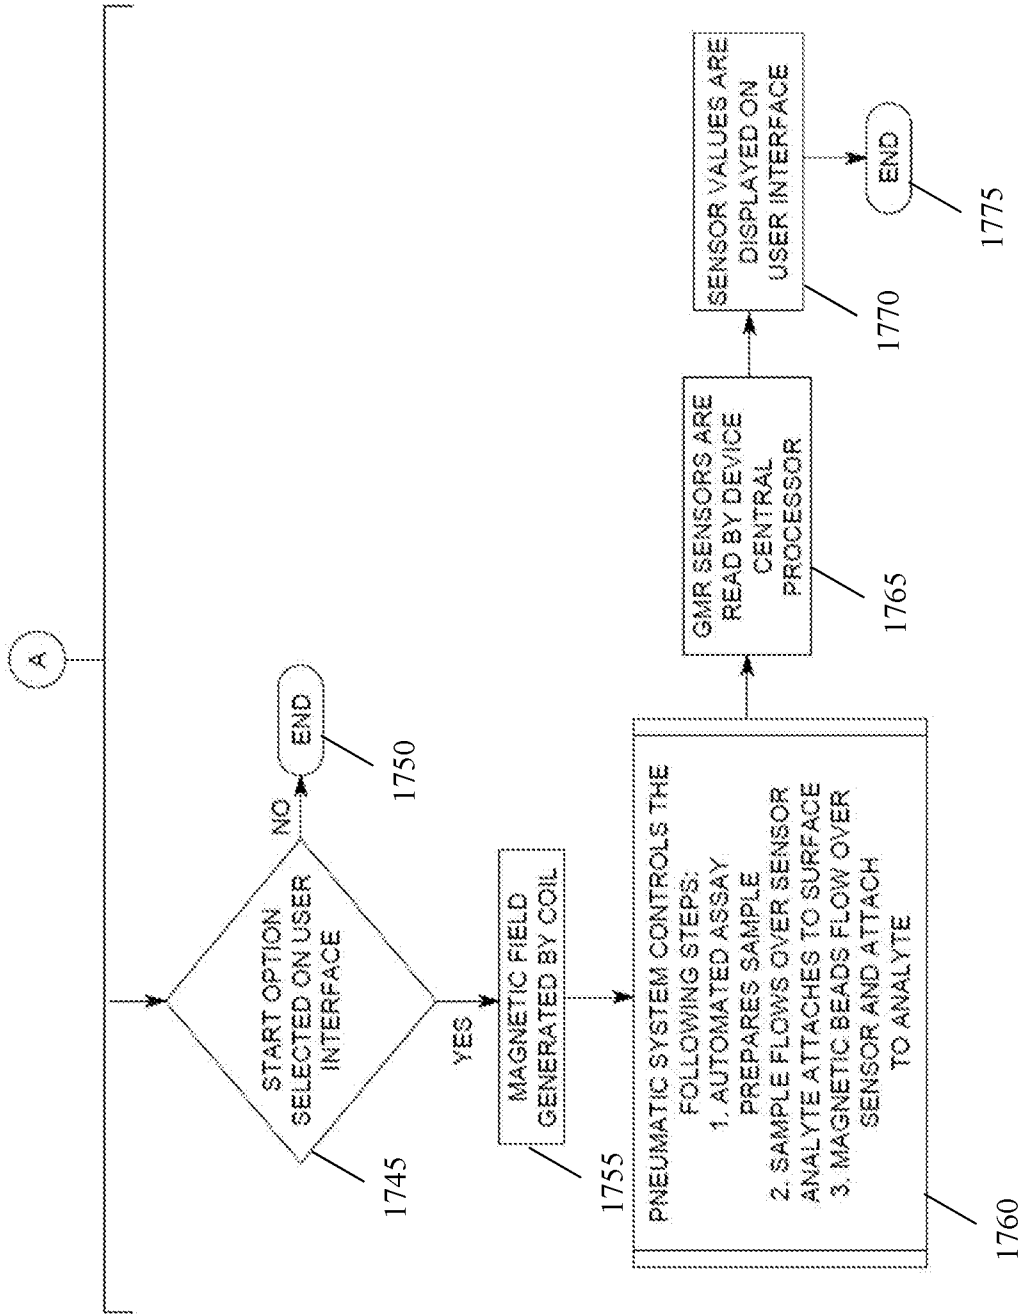 A
START OPTION
SELECTED ON USER
INTERFACE
1745
NO
END
1750
YES
MAGNETIC FIELD
GENERATED BY COIL
1755
PNEUMATIC SYSTEM CONTROLS THE
FOLLOWING STEPS:
1. AUTOMATED ASSAY
PREPARES SAMPLE
2. SAMPLE FLOWS OVER SENSOR
ANALYTE ATTACHES TO SURFACE
3. MAGNETIC BEADS FLOW OVER
SENSOR AND ATTACH
TO ANALYTE
1760
GMR SENSORS ARE
READ BY DEVICE
CENTRAL
PROCESSOR
1765
SENSOR VALUES ARE
DISPLAYED ON
USER INTERFACE
1770
END
1775